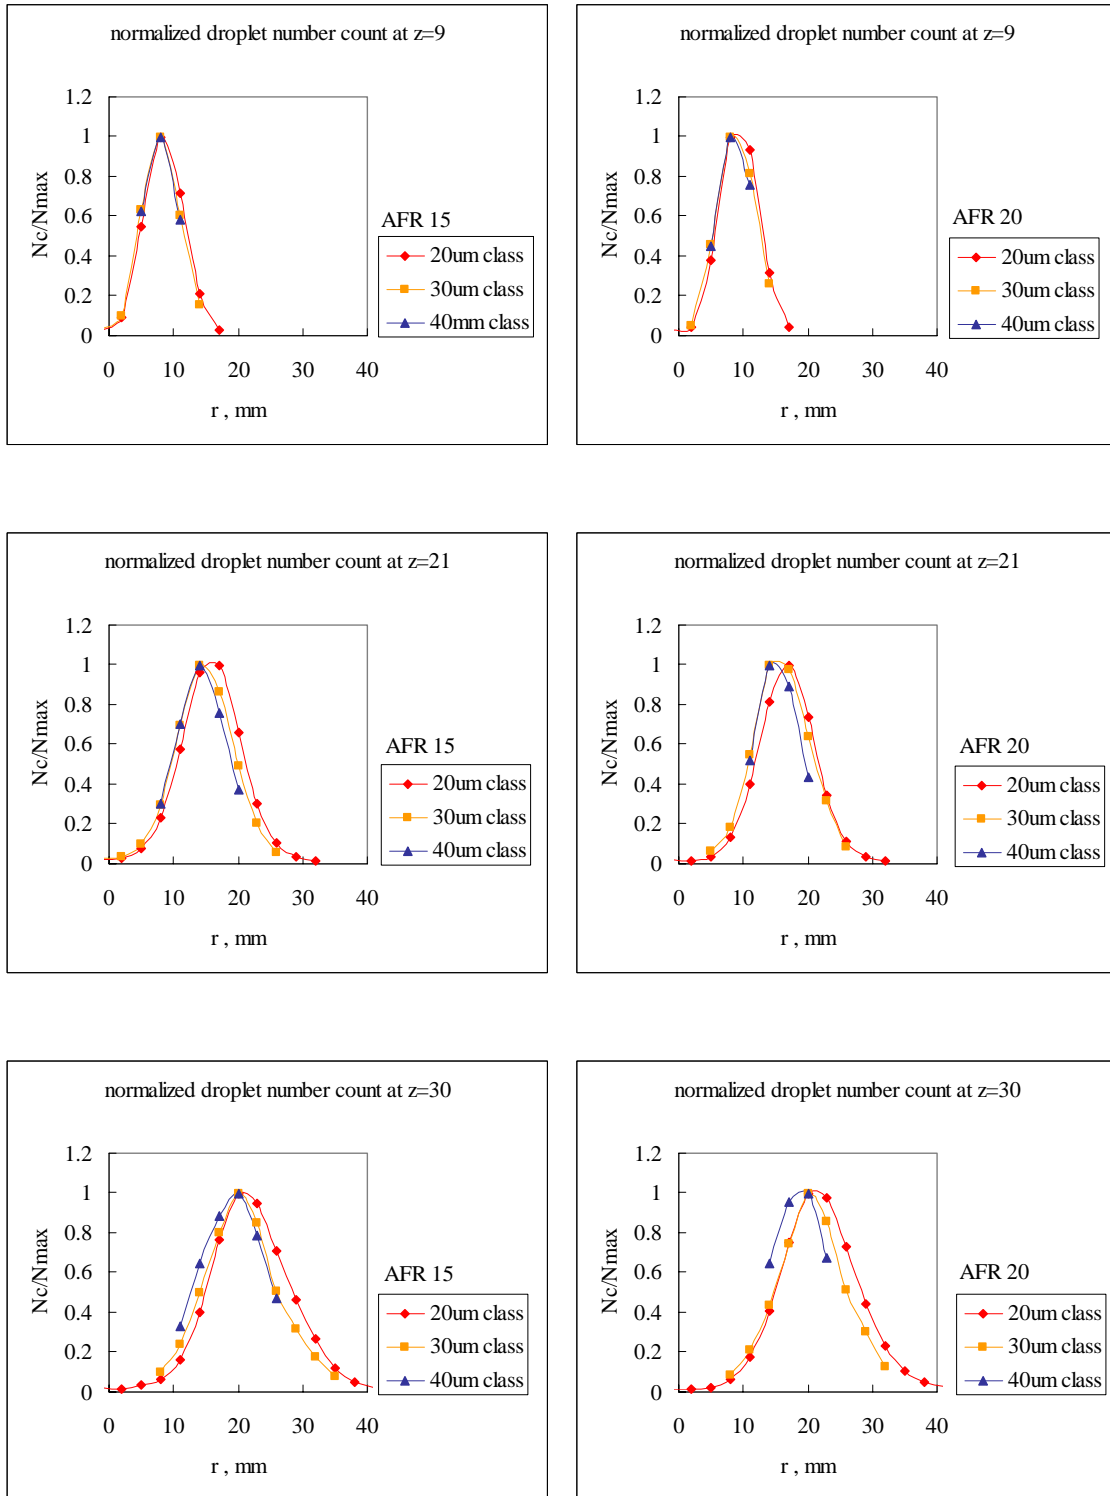 normalized droplet number count at z=9
1.2
1
0.8
0.6
0.4
0.2
0
Nc/Nmax
0 10 20 30 40
r , mm
AFR 15
20um class
30um class
40mm class
normalized droplet number count at z=9
1.2
1
0.8
0.6
0.4
0.2
0
Nc/Nmax
0 10 20 30 40
r , mm
AFR 20
20um class
30um class
40um class
normalized droplet number count at z=21
1.2
1
0.8
0.6
0.4
0.2
0
Nc/Nmax
0 10 20 30 40
r , mm
AFR 15
20um class
30um class
40um class
normalized droplet number count at z=21
1.2
1
0.8
0.6
0.4
0.2
0
Nc/Nmax
0 10 20 30 40
r , mm
AFR 20
20um class
30um class
40um class
normalized droplet number count at z=30
1.2
1
0.8
0.6
0.4
0.2
0
Nc/Nmax
0 10 20 30 40
r , mm
AFR 15
20um class
30um class
40um class
normalized droplet number count at z=30
1.2
1
0.8
0.6
0.4
0.2
0
Nc/Nmax
0 10 20 30 40
r , mm
AFR 20
20um class
30um class
40um class